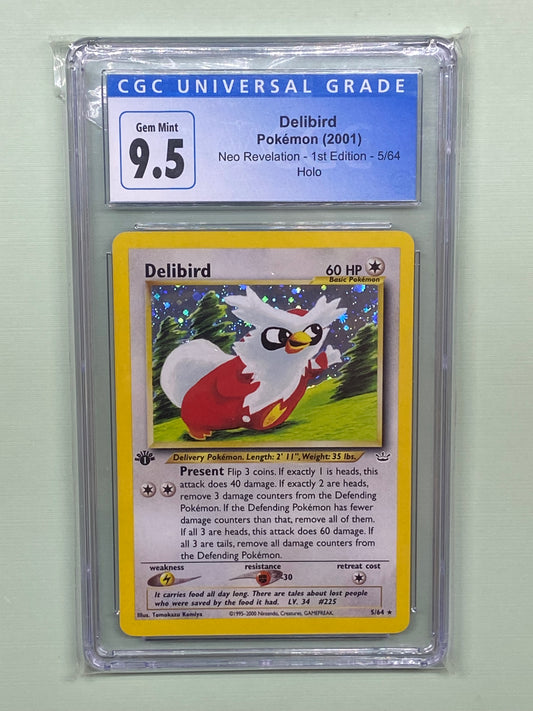 CGC UNIVERSAL GRADE
Gem Mint
9.5
Delibird
Pokémon (2001)
Neo Revelation - 1st Edition - 5/64
Holo
Delibird
60 HP
Basic Pokémon
Delivery Pokémon. Length: 2' 11", Weight: 35 lbs.
1
Present Flip 3 coins. If exactly 1 is heads, this
attack does 40 damage. If exactly 2 are heads,
remove 3 damage counters from the Defending
Pokémon. If the Defending Pokémon has fewer
damage counters than that, remove all of them.
If all 3 are heads, this attack does 60 damage. If
all 3 are tails, remove all damage counters from
the Defending Pokémon.
weakness
resistance
retreat cost
-30
It carries food all day long. There are tales about lost people
who were saved by the food it had. LV. 34 #225
Illus. Tomokazu Komiya
©1995-2000 Nintendo, Creatures, GAMEFREAK.
5/64 ★